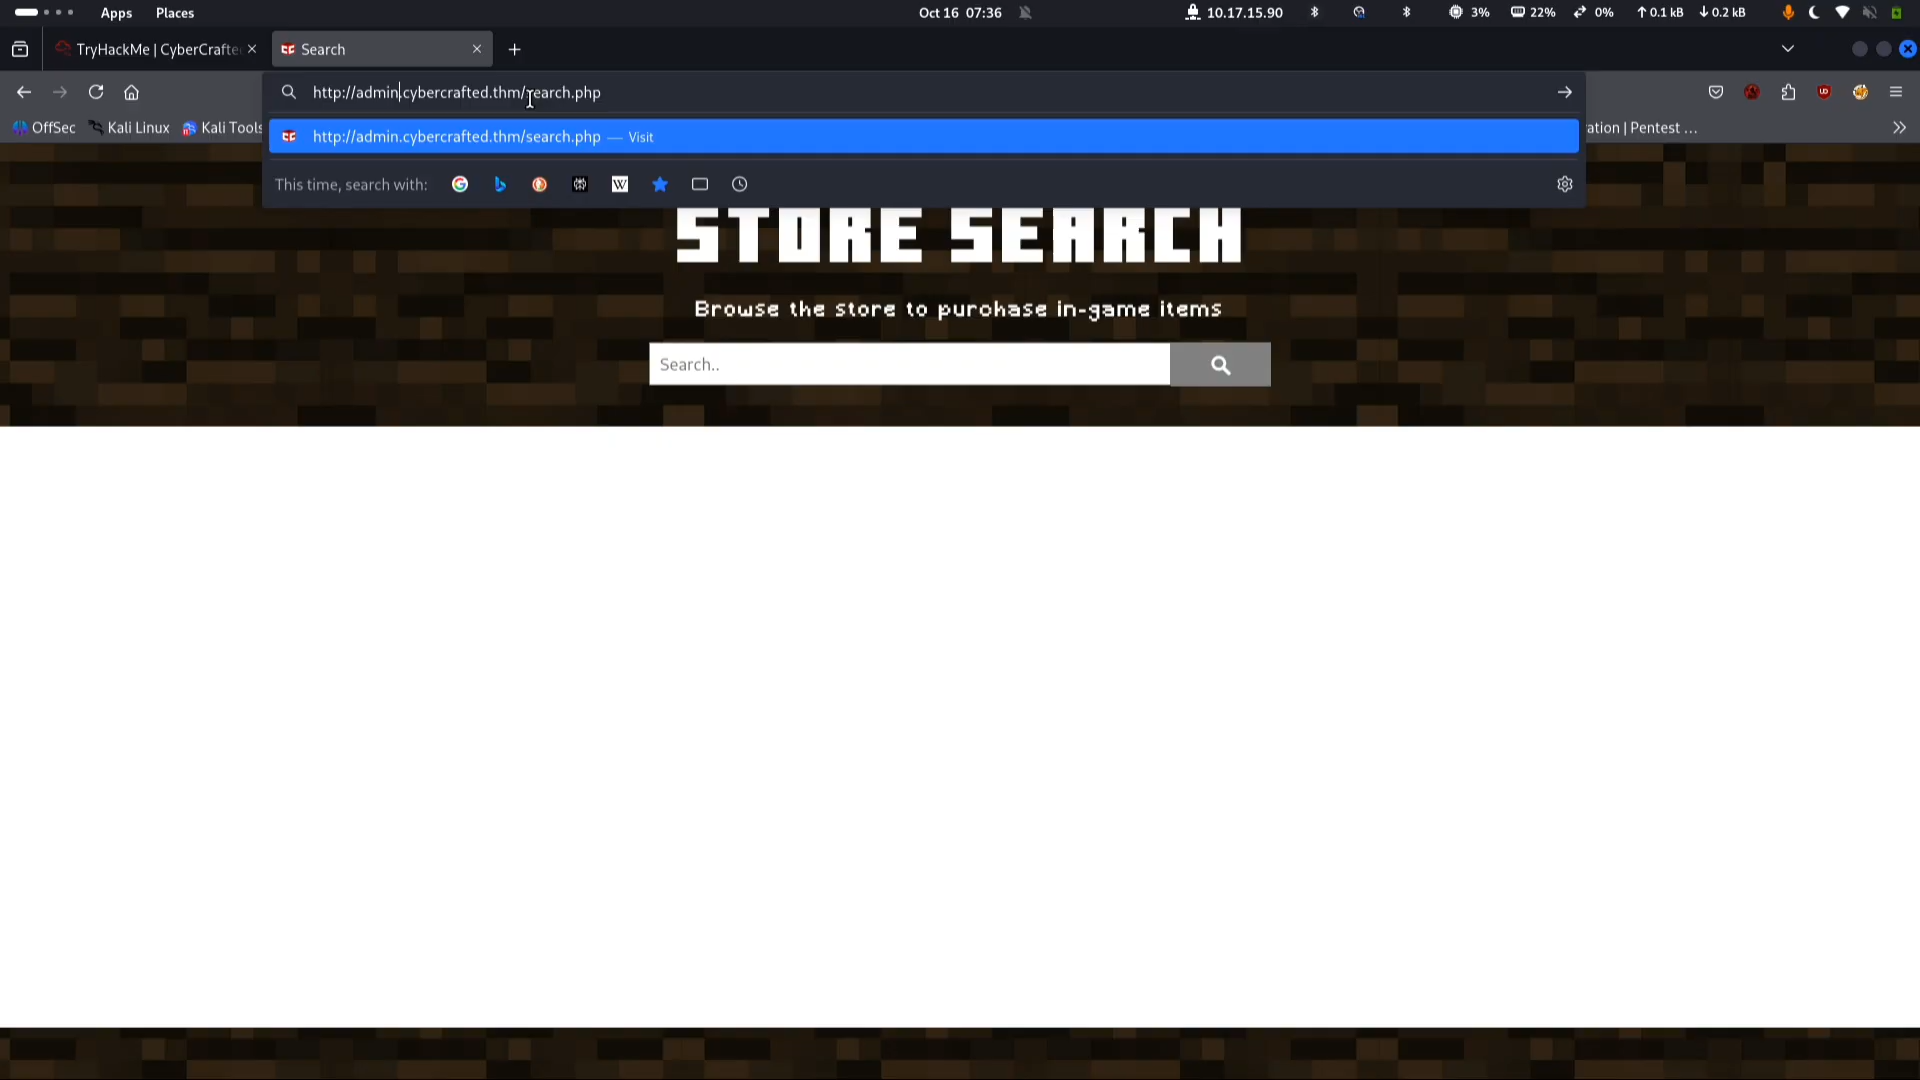 Apps Places Oct 16 07:36 10.17.15.90 3% 22% 0% ↑0.1 kB ↓0.2 kB
TryHackMe | CyberCrafte Search
http://admin.cybercrafted.thm/search.php
OffSec Kali Linux Kali Tools ation | Pentest ...
http://admin.cybercrafted.thm/search.php — Visit
This time, search with:
STORE SEARCH
Browse the store to purchase in-game items
Search..